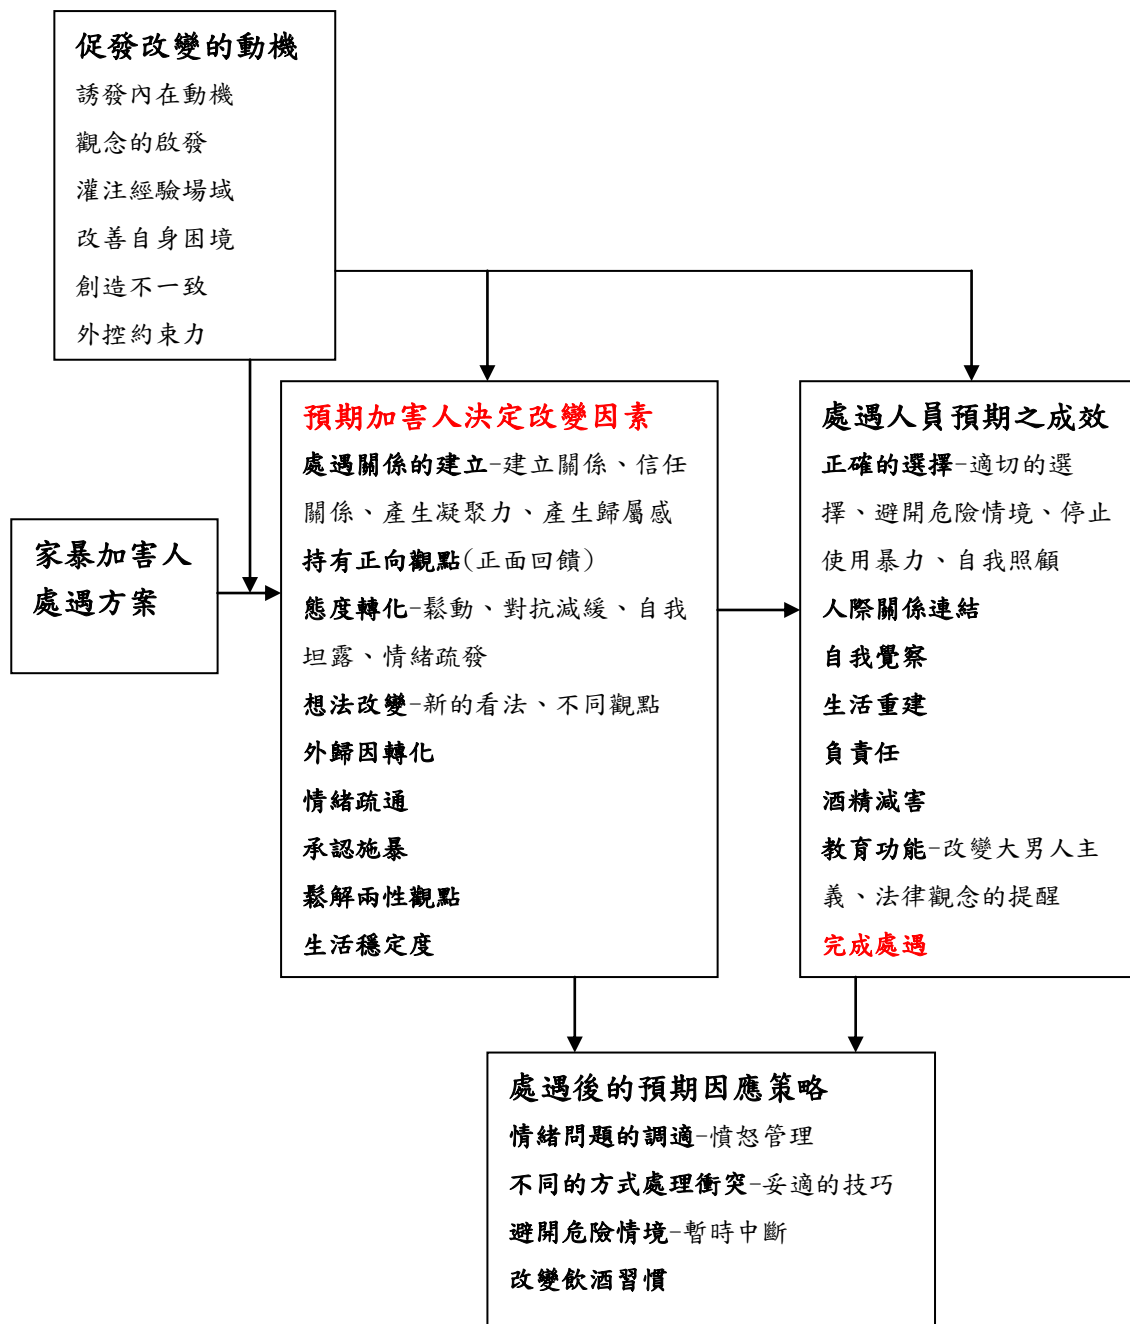 促發改變的動機
誘發內在動機
觀念的啟發
灌注經驗場域
改善自身困境
創造不一致
外控約束力
家暴加害人
處遇方案
預期加害人決定改變因素
處遇關係的建立-建立關係、信任
關係、產生凝聚力、產生歸屬感
持有正向觀點(正面回饋)
態度轉化-鬆動、對抗減緩、自我
坦露、情緒疏發
想法改變-新的看法、不同觀點
外歸因轉化
情緒疏通
承認施暴
鬆解兩性觀點
生活穩定度
處遇人員預期之成效
正確的選擇-適切的選
擇、避開危險情境、停止
使用暴力、自我照顧
人際關係連結
自我覺察
生活重建
負責任
酒精減害
教育功能-改變大男人主
義、法律觀念的提醒
完成處遇
處遇後的預期因應策略
情緒問題的調適-憤怒管理
不同的方式處理衝突-妥適的技巧
避開危險情境-暫時中斷
改變飲酒習慣